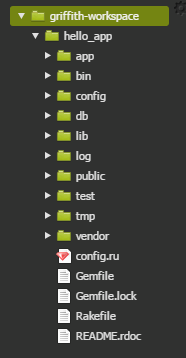 griffith-workspace
hello_app
app
bin
config
db
lib
log
public
test
tmp
vendor
config.ru
Gemfile
Gemfile.lock
Rakefile
README.rdoc